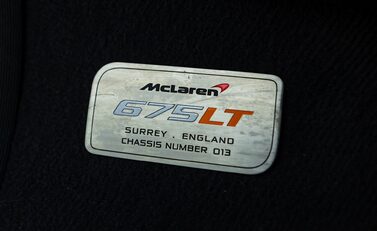 McLaren
675LT
SURREY . ENGLAND
CHASSIS NUMBER 013